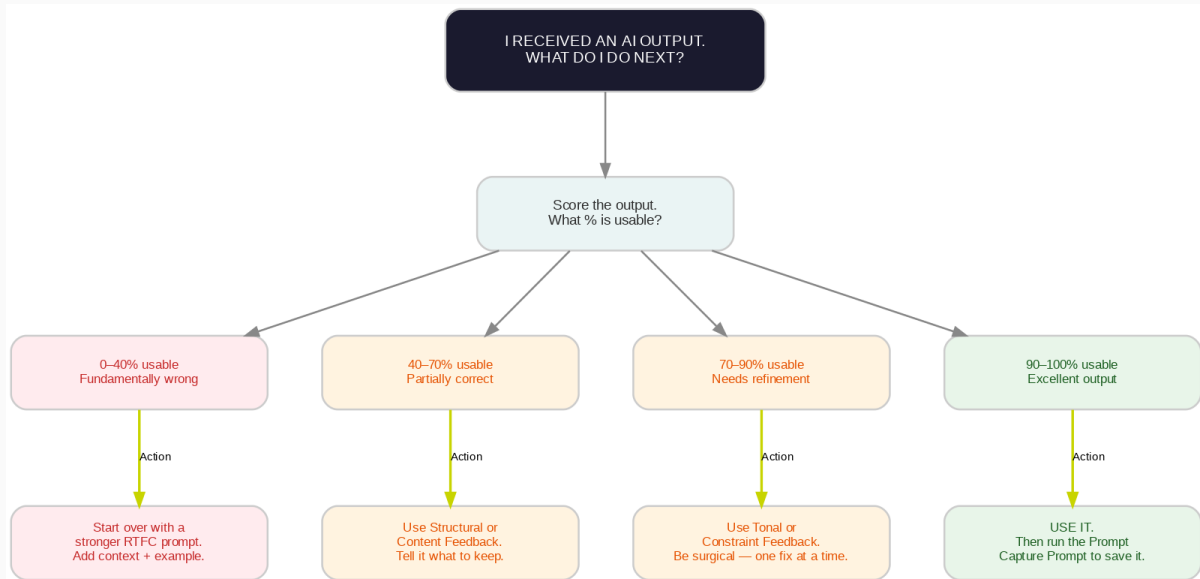 I RECEIVED AN AI OUTPUT.
WHAT DO I DO NEXT?
Score the output.
What % is usable?
0–40% usable
Fundamentally wrong
40–70% usable
Partially correct
70–90% usable
Needs refinement
90–100% usable
Excellent output
Action
Action
Action
Action
Start over with a
stronger RTFC prompt.
Add context + example.
Use Structural or
Content Feedback.
Tell it what to keep.
Use Tonal or
Constraint Feedback.
Be surgical — one fix at a time.
USE IT.
Then run the Prompt
Capture Prompt to save it.